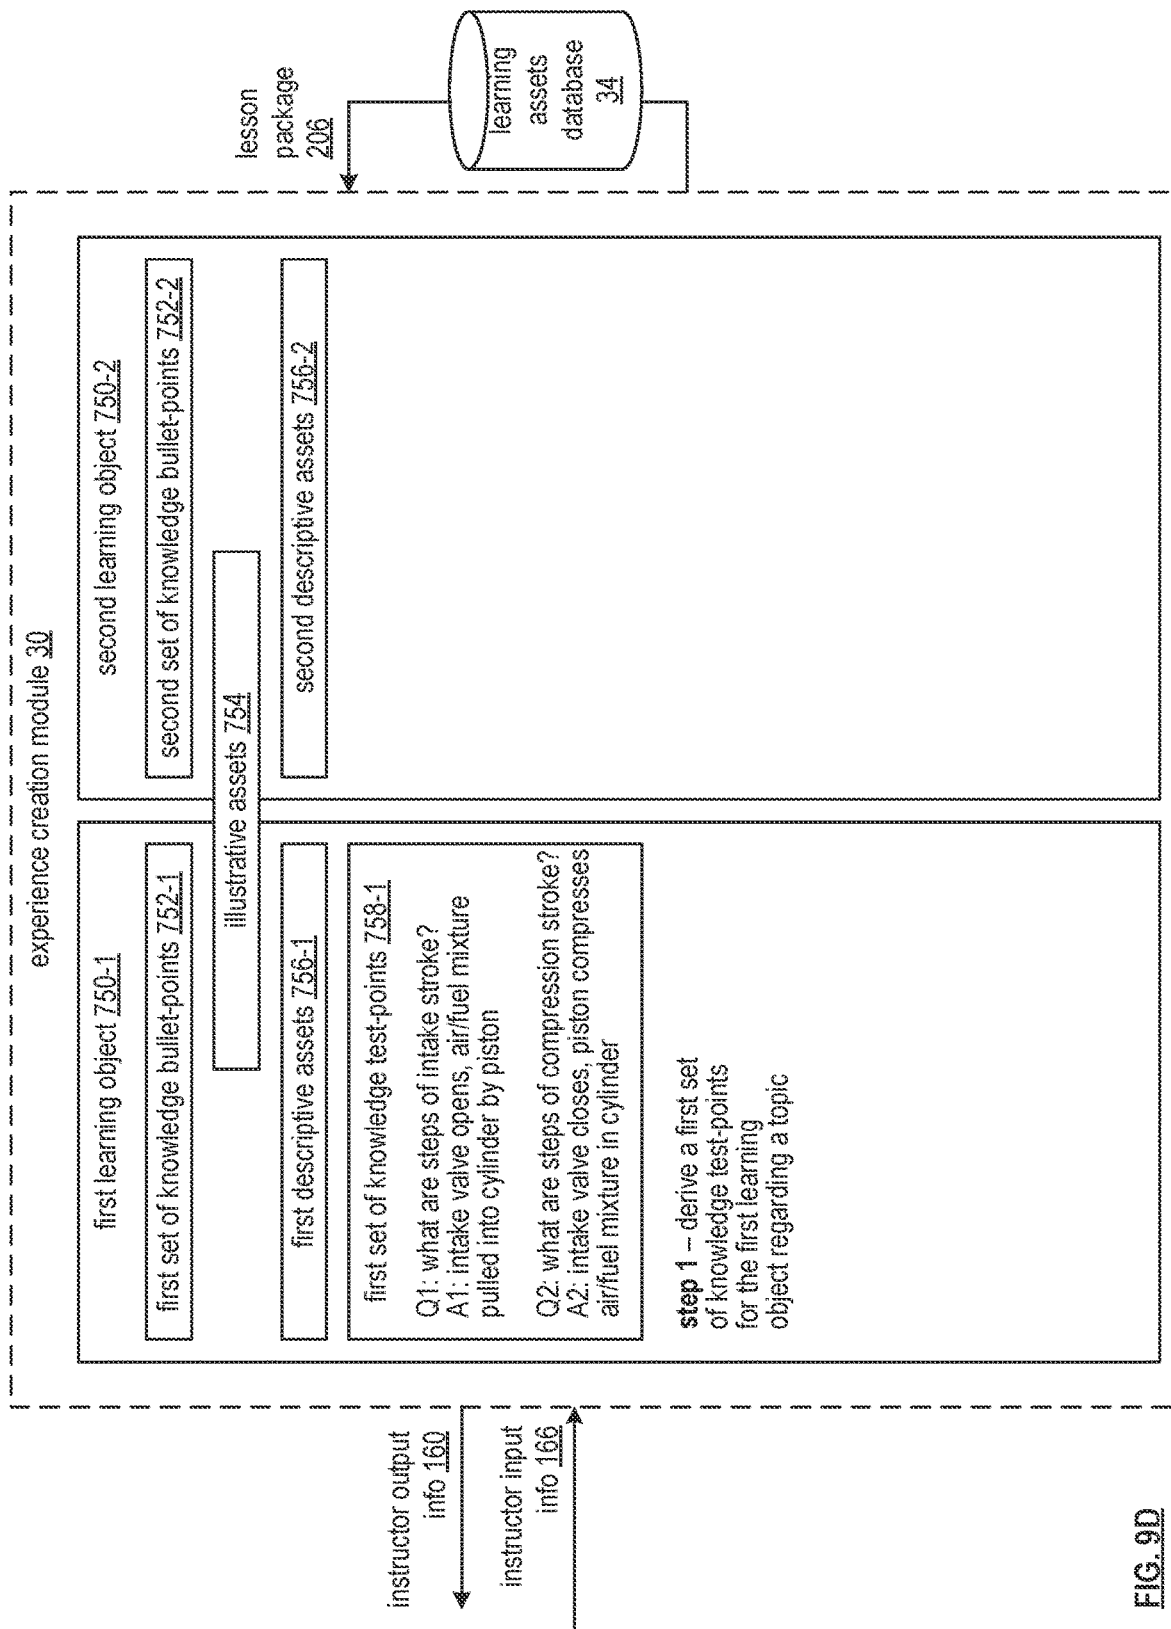 experience creation module 30
first learning object 750-1
first set of knowledge bullet-points 752-1
illustrative assets 754
first descriptive assets 756-1
first set of knowledge test-points 758-1
Q1: what are steps of intake stroke?
A1: intake valve opens, air/fuel mixture
pulled into cylinder by piston
Q2: what are steps of compression stroke?
A2: intake valve closes, piston compresses
air/fuel mixture in cylinder
step 1 – derive a first set
of knowledge test-points
for the first learning
object regarding a topic
second learning object 750-2
second set of knowledge bullet-points 752-2
second descriptive assets 756-2
lesson
package
206
learning
assets
database
34
instructor output
info 160
instructor input
info 166
FIG. 9D